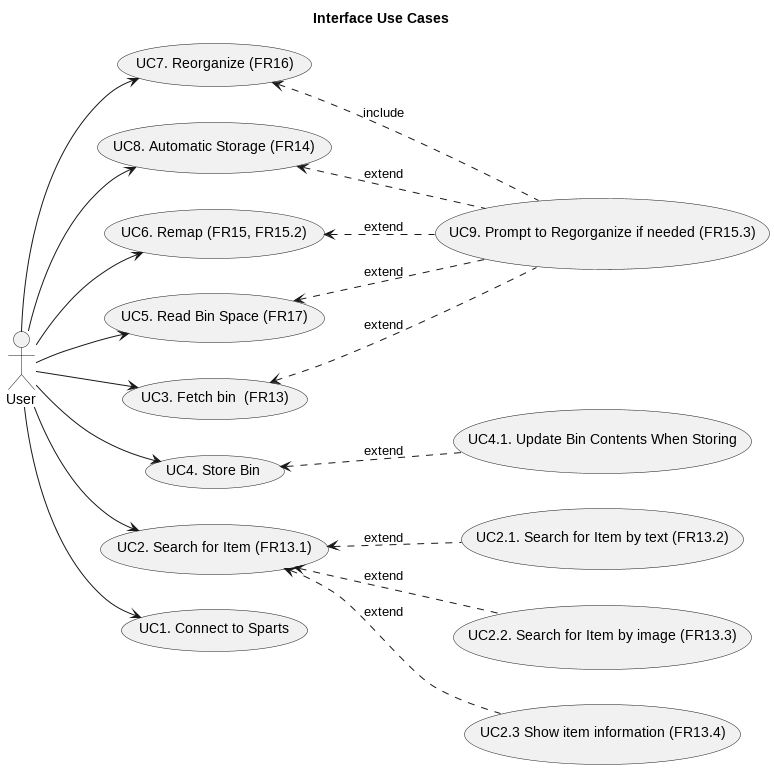 Interface Use Cases
UC7. Reorganize (FR16)
include
UC8. Automatic Storage (FR14)
extend
UC6. Remap (FR15, FR15.2)
extend
UC9. Prompt to Regorganize if needed (FR15.3)
extend
UC5. Read Bin Space (FR17)
extend
User
UC3. Fetch bin  (FR13)
UC4. Store Bin
extend
UC4.1. Update Bin Contents When Storing
UC2. Search for Item (FR13.1)
extend
UC2.1. Search for Item by text (FR13.2)
extend
extend
UC1. Connect to Sparts
UC2.2. Search for Item by image (FR13.3)
UC2.3 Show item information (FR13.4)